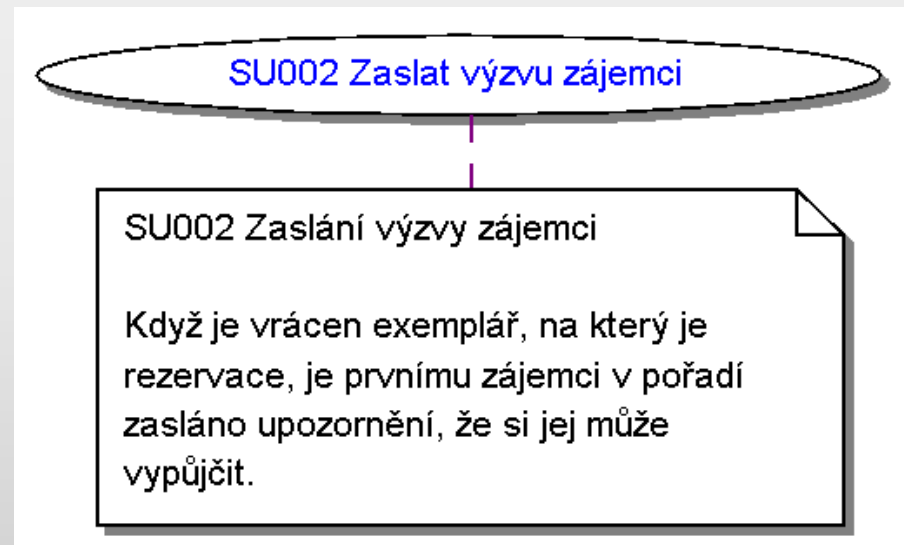 SU002 Zaslat výzvu zájemci
SU002 Zaslání výzvy zájemci
Když je vrácen exemplář, na který je
rezervace, je prvnímu zájemci v pořadí
zasláno upozornění, že si jej může
vypůjčit.